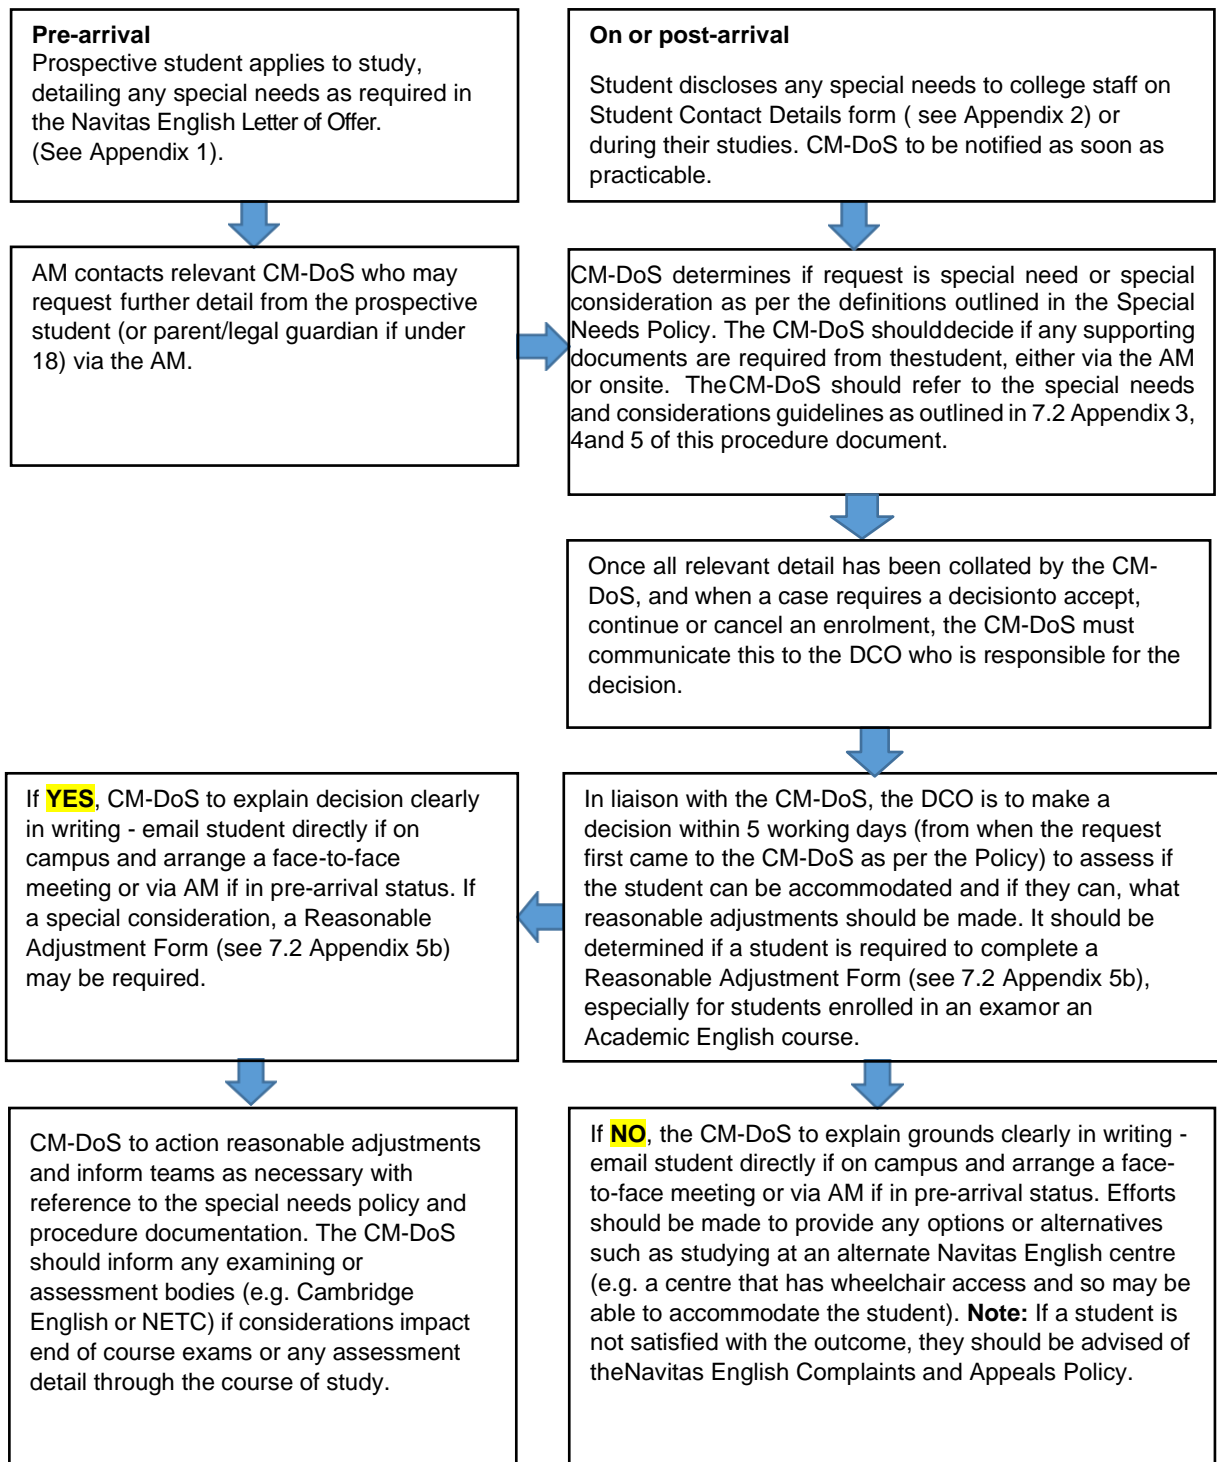 Pre-arrival
Prospective student applies to study,
detailing any special needs as required in
the Navitas English Letter of Offer.
(See Appendix 1).
On or post-arrival
Student discloses any special needs to college staff on
Student Contact Details form ( see Appendix 2) or
during their studies. CM-DoS to be notified as soon as
practicable.
AM contacts relevant CM-DoS who may
request further detail from the prospective
student (or parent/legal guardian if under
18) via the AM.
CM-DoS determines if request is special need or special
consideration as per the definitions outlined in the Special
Needs Policy. The CM-DoS shoulddecide if any supporting
documents are required from thestudent, either via the AM
or onsite. TheCM-DoS should refer to the special needs
and considerations guidelines as outlined in 7.2 Appendix 3,
4and 5 of this procedure document.
Once all relevant detail has been collated by the CM-
DoS, and when a case requires a decisionto accept,
continue or cancel an enrolment, the CM-DoS must
communicate this to the DCO who is responsible for the
decision.
If YES, CM-DoS to explain decision clearly
in writing - email student directly if on
campus and arrange a face-to-face
meeting or via AM if in pre-arrival status. If
a special consideration, a Reasonable
Adjustment Form (see 7.2 Appendix 5b)
may be required.
In liaison with the CM-DoS, the DCO is to make a
decision within 5 working days (from when the request
first came to the CM-DoS as per the Policy) to assess if
the student can be accommodated and if they can, what
reasonable adjustments should be made. It should be
determined if a student is required to complete a
Reasonable Adjustment Form (see 7.2 Appendix 5b),
especially for students enrolled in an examor an
Academic English course.
CM-DoS to action reasonable adjustments
and inform teams as necessary with
reference to the special needs policy and
procedure documentation. The CM-DoS
should inform any examining or
assessment bodies (e.g. Cambridge
English or NETC) if considerations impact
end of course exams or any assessment
detail through the course of study.
If NO, the CM-DoS to explain grounds clearly in writing -
email student directly if on campus and arrange a face-
to-face meeting or via AM if in pre-arrival status. Efforts
should be made to provide any options or alternatives
such as studying at an alternate Navitas English centre
(e.g. a centre that has wheelchair access and so may be
able to accommodate the student). Note: If a student is
not satisfied with the outcome, they should be advised of
theNavitas English Complaints and Appeals Policy.